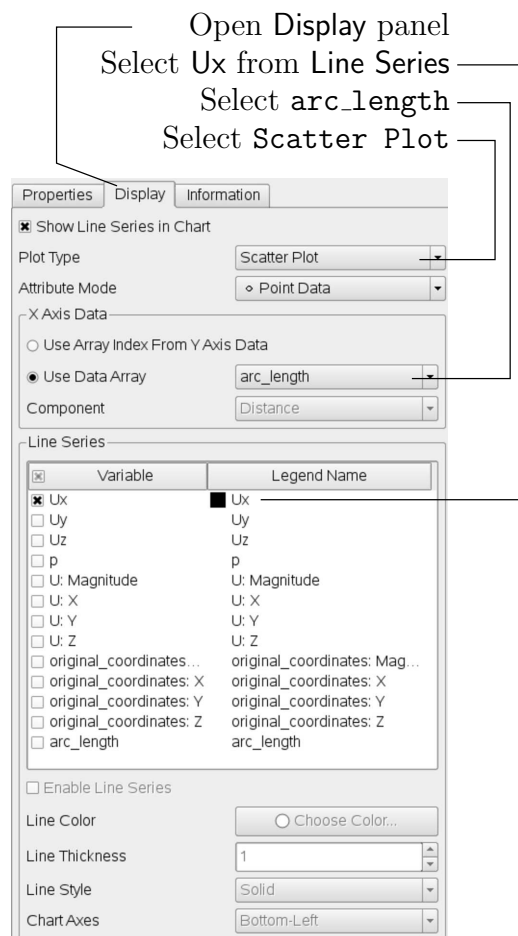 Open Display panel
Select Ux from Line Series
Select arc_length
Select Scatter Plot
Properties Display Information
Show Line Series in Chart
Plot Type Scatter Plot
Attribute Mode Point Data
X Axis Data
Use Array Index From Y Axis Data
Use Data Array arc_length
Component Distance
Line Series
Variable Legend Name
Ux Ux
Uy Uy
Uz Uz
p p
U: Magnitude U: Magnitude
U: X U: X
U: Y U: Y
U: Z U: Z
original_coordinates... original_coordinates: Mag...
original_coordinates: X original_coordinates: X
original_coordinates: Y original_coordinates: Y
original_coordinates: Z original_coordinates: Z
arc_length arc_length
Enable Line Series
Line Color Choose Color...
Line Thickness 1
Line Style Solid
Chart Axes Bottom-Left